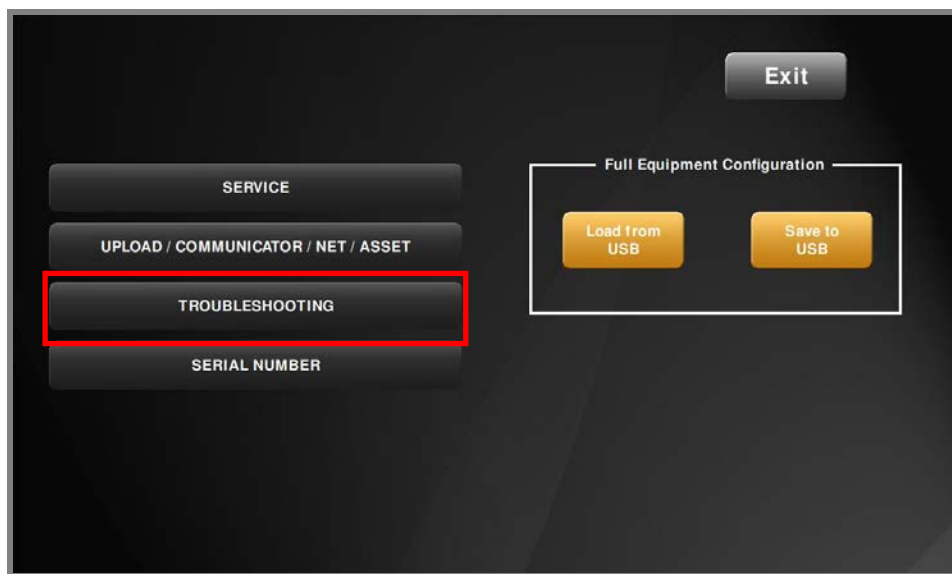 Exit
SERVICE
UPLOAD / COMMUNICATOR / NET / ASSET
TROUBLESHOOTING
SERIAL NUMBER
Full Equipment Configuration
Load from
USB
Save to
USB